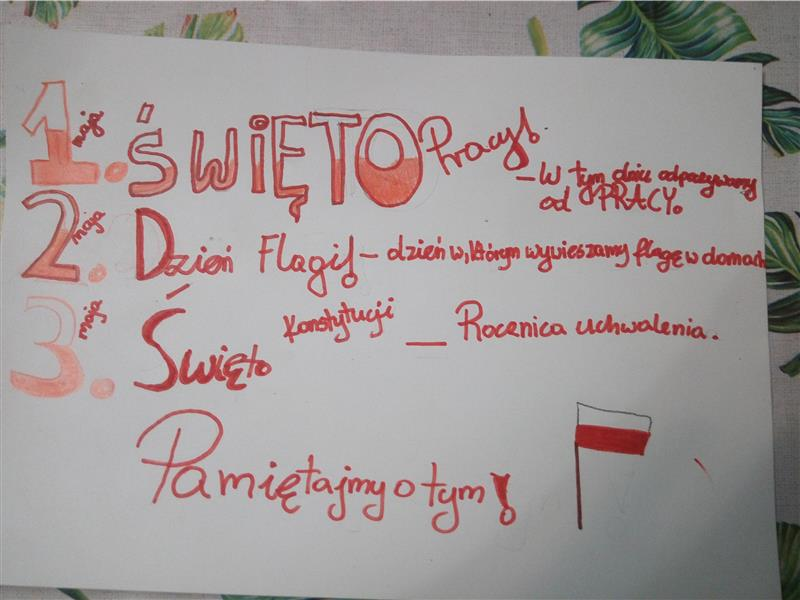 1. maja ŚWIĘTO Pracy!
– W tym dniu odpoczywamy
od PRACY.
2. maja Dzień Flagi! – dzień w, którym wywieszamy flagę w domach
3. maja Święto Konstytucji — Rocznica uchwalenia.
Pamiętajmy o tym!